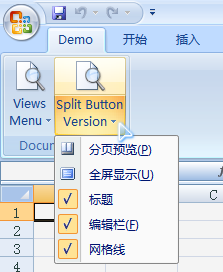 Demo 开始 插入
Views Menu
Split Button Version
Docum
分页预览(P)
全屏显示(U)
标题
编辑栏(F)
网格线
C
1
2
3